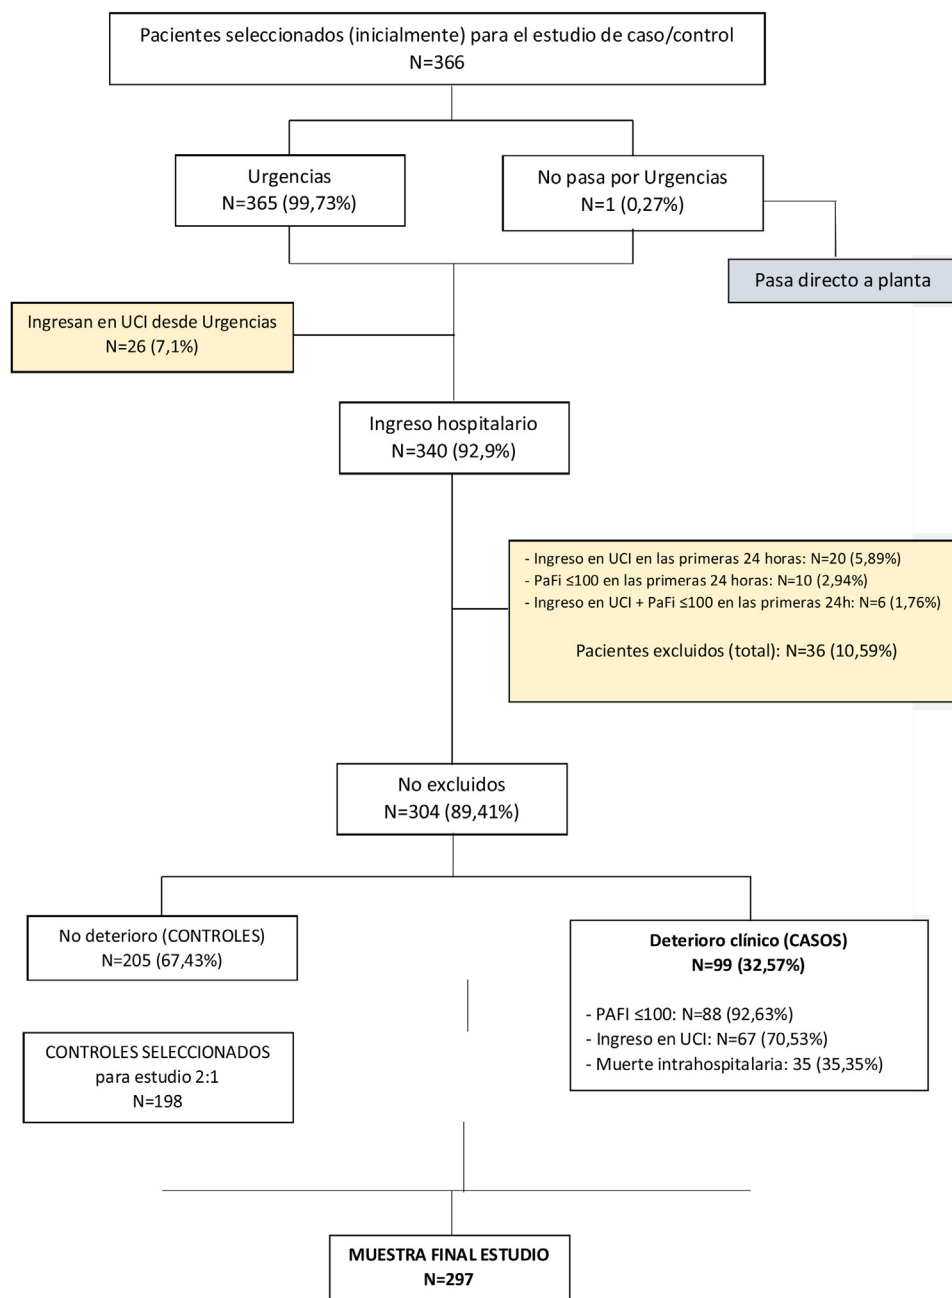 Pacientes seleccionados (inicialmente) para el estudio de caso/control
N=366
Urgencias
N=365 (99,73%)
No pasa por Urgencias
N=1 (0,27%)
Pasa directo a planta
Ingresan en UCI desde Urgencias
N=26 (7,1%)
Ingreso hospitalario
N=340 (92,9%)
- Ingreso en UCI en las primeras 24 horas: N=20 (5,89%)
- PaFi ≤100 en las primeras 24 horas: N=10 (2,94%)
- Ingreso en UCI + PaFi ≤100 en las primeras 24h: N=6 (1,76%)
Pacientes excluidos (total): N=36 (10,59%)
No excluidos
N=304 (89,41%)
No deterioro (CONTROLES)
N=205 (67,43%)
Deterioro clínico (CASOS)
N=99 (32,57%)
- PAFI ≤100: N=88 (92,63%)
- Ingreso en UCI: N=67 (70,53%)
- Muerte intrahospitalaria: 35 (35,35%)
CONTROLES SELECCIONADOS
para estudio 2:1
N=198
MUESTRA FINAL ESTUDIO
N=297